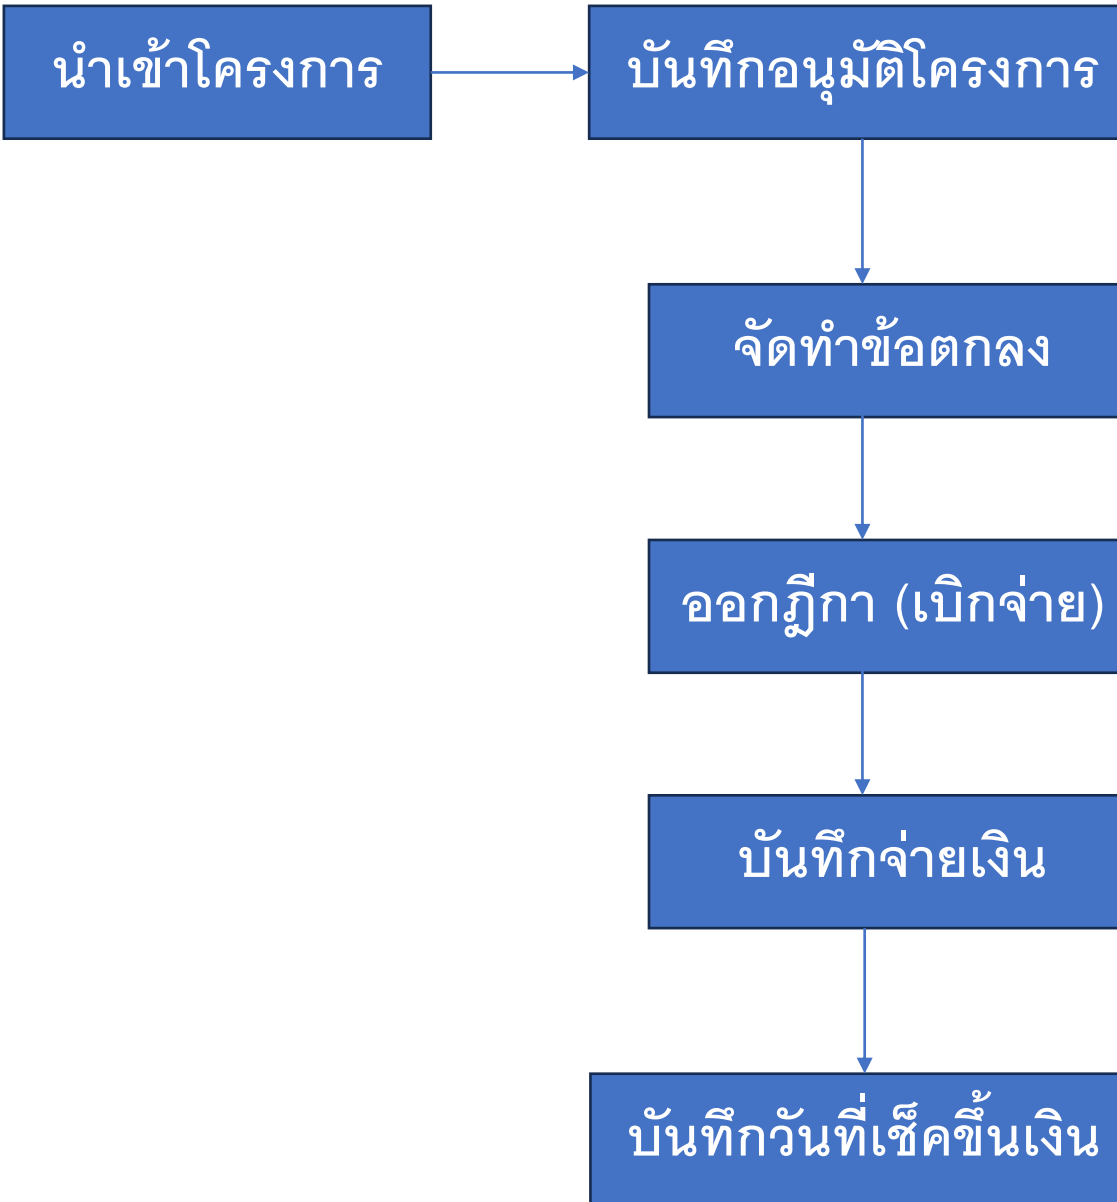 นำเข้าโครงการ
บันทึกอนุมัติโครงการ
จัดทำข้อตกลง
ออกฎีกา (เบิกจ่าย)
บันทึกจ่ายเงิน
บันทึกวันที่เช็คขึ้นเงิน